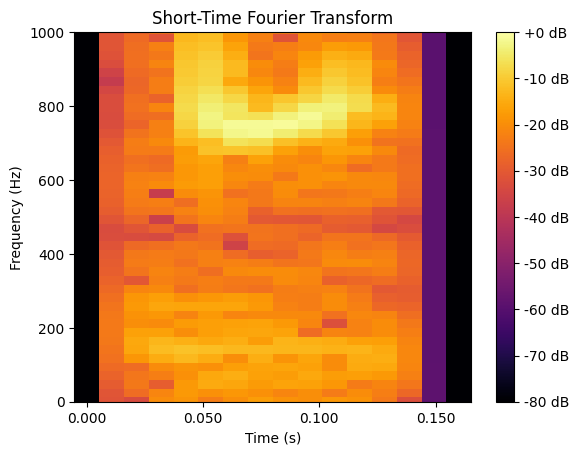 Short-Time Fourier Transform
1000
800
600
400
200
0
Frequency (Hz)
0.000
0.050
0.100
0.150
Time (s)
+0 dB
-10 dB
-20 dB
-30 dB
-40 dB
-50 dB
-60 dB
-70 dB
-80 dB